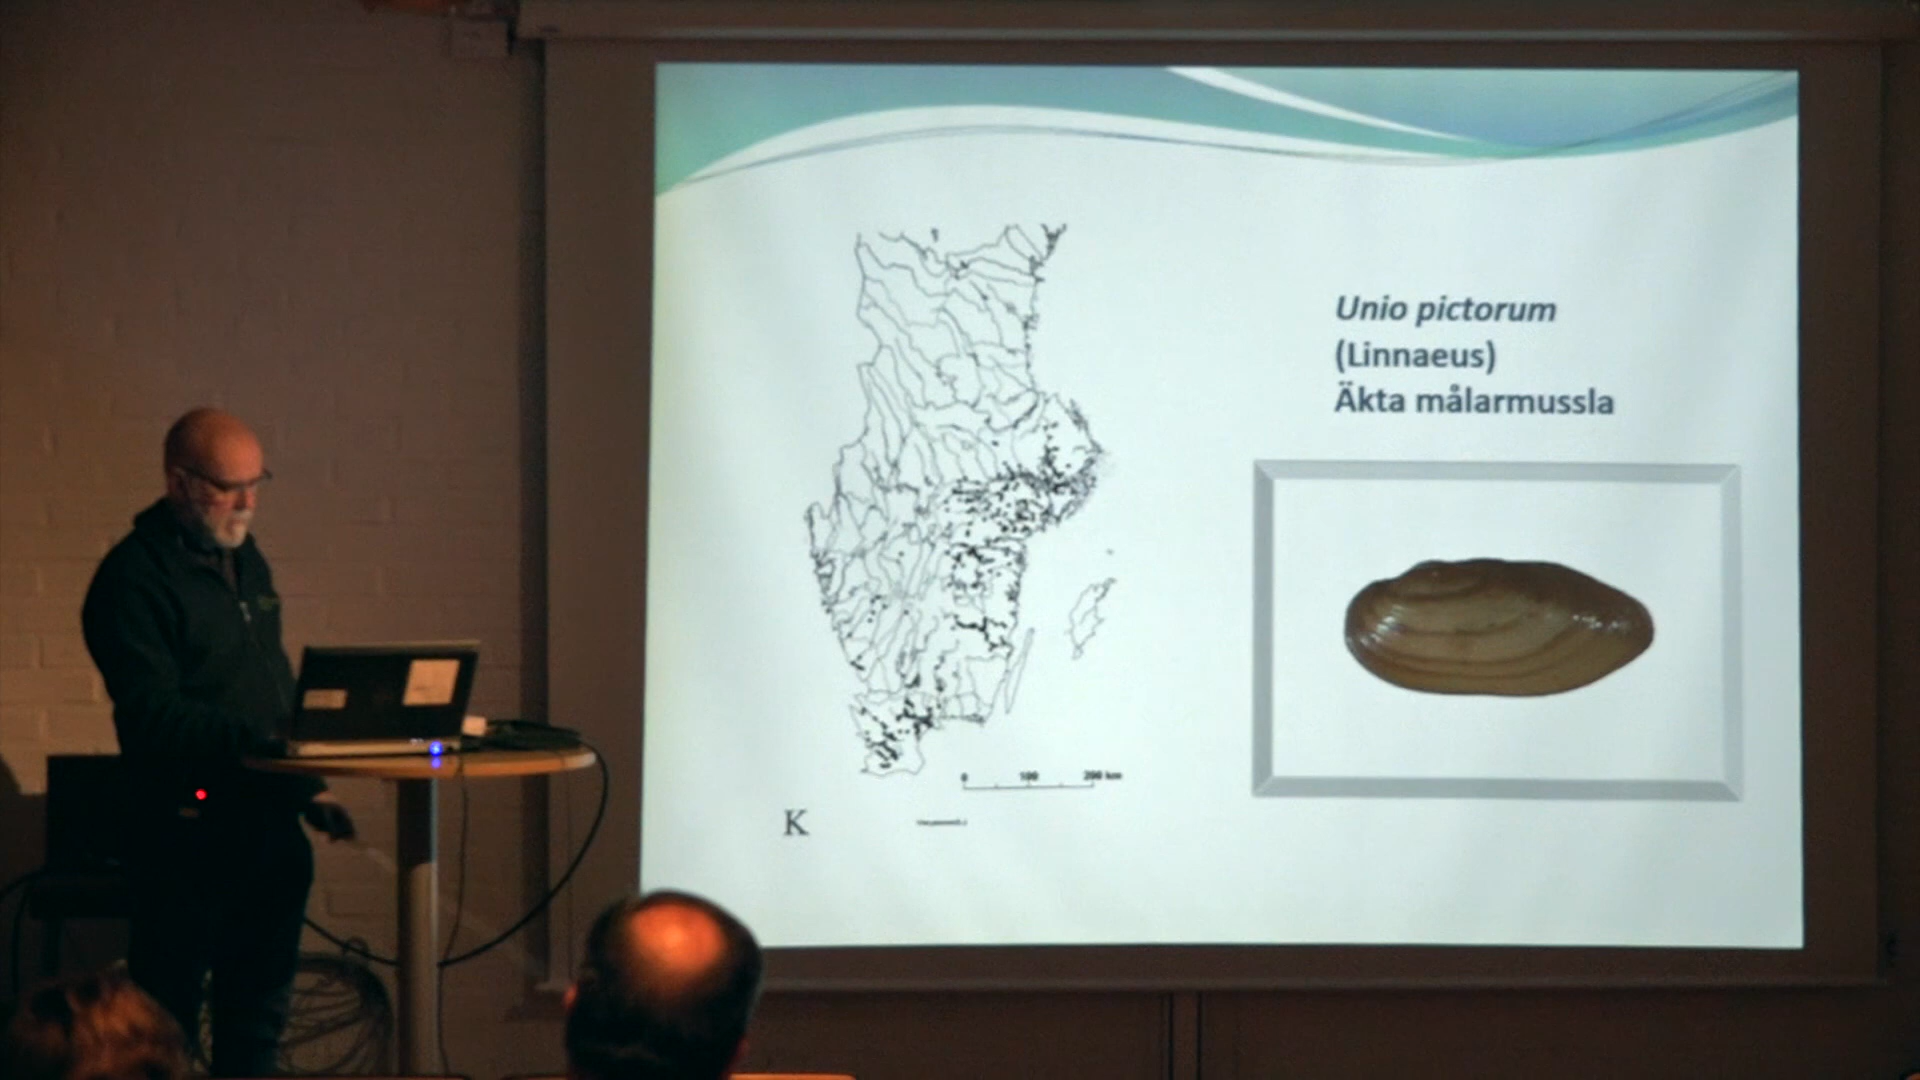 Unio pictorum
(Linnaeus)
Äkta målarmussla
0 100 200 km
K